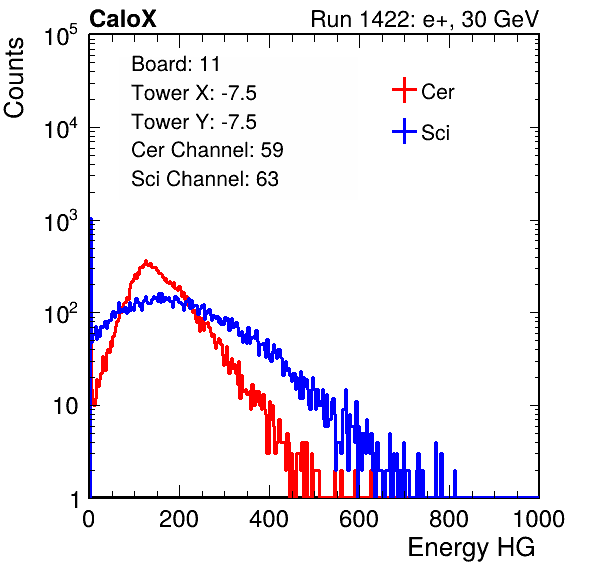 CaloX Run 1422: e+, 30 GeV
Counts
Board: 11
Tower X: -7.5
Tower Y: -7.5
Cer Channel: 59
Sci Channel: 63
Cer
Sci
10^5
10^4
10^3
10^2
10
1
0 200 400 600 800 1000
Energy HG